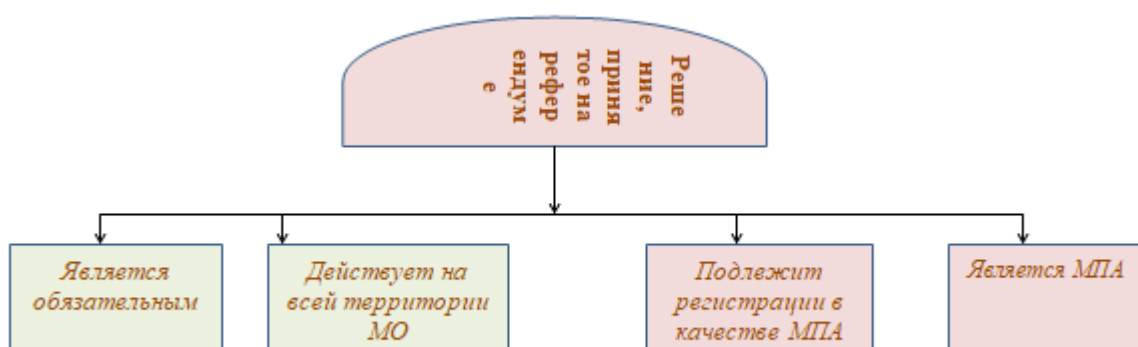 Реше
ние,
приня
тое на
рефер
ендум
е
Является
обязательным
Действует на
всей территории
МО
Подлежит
регистрации в
качестве МПА
Является МПА